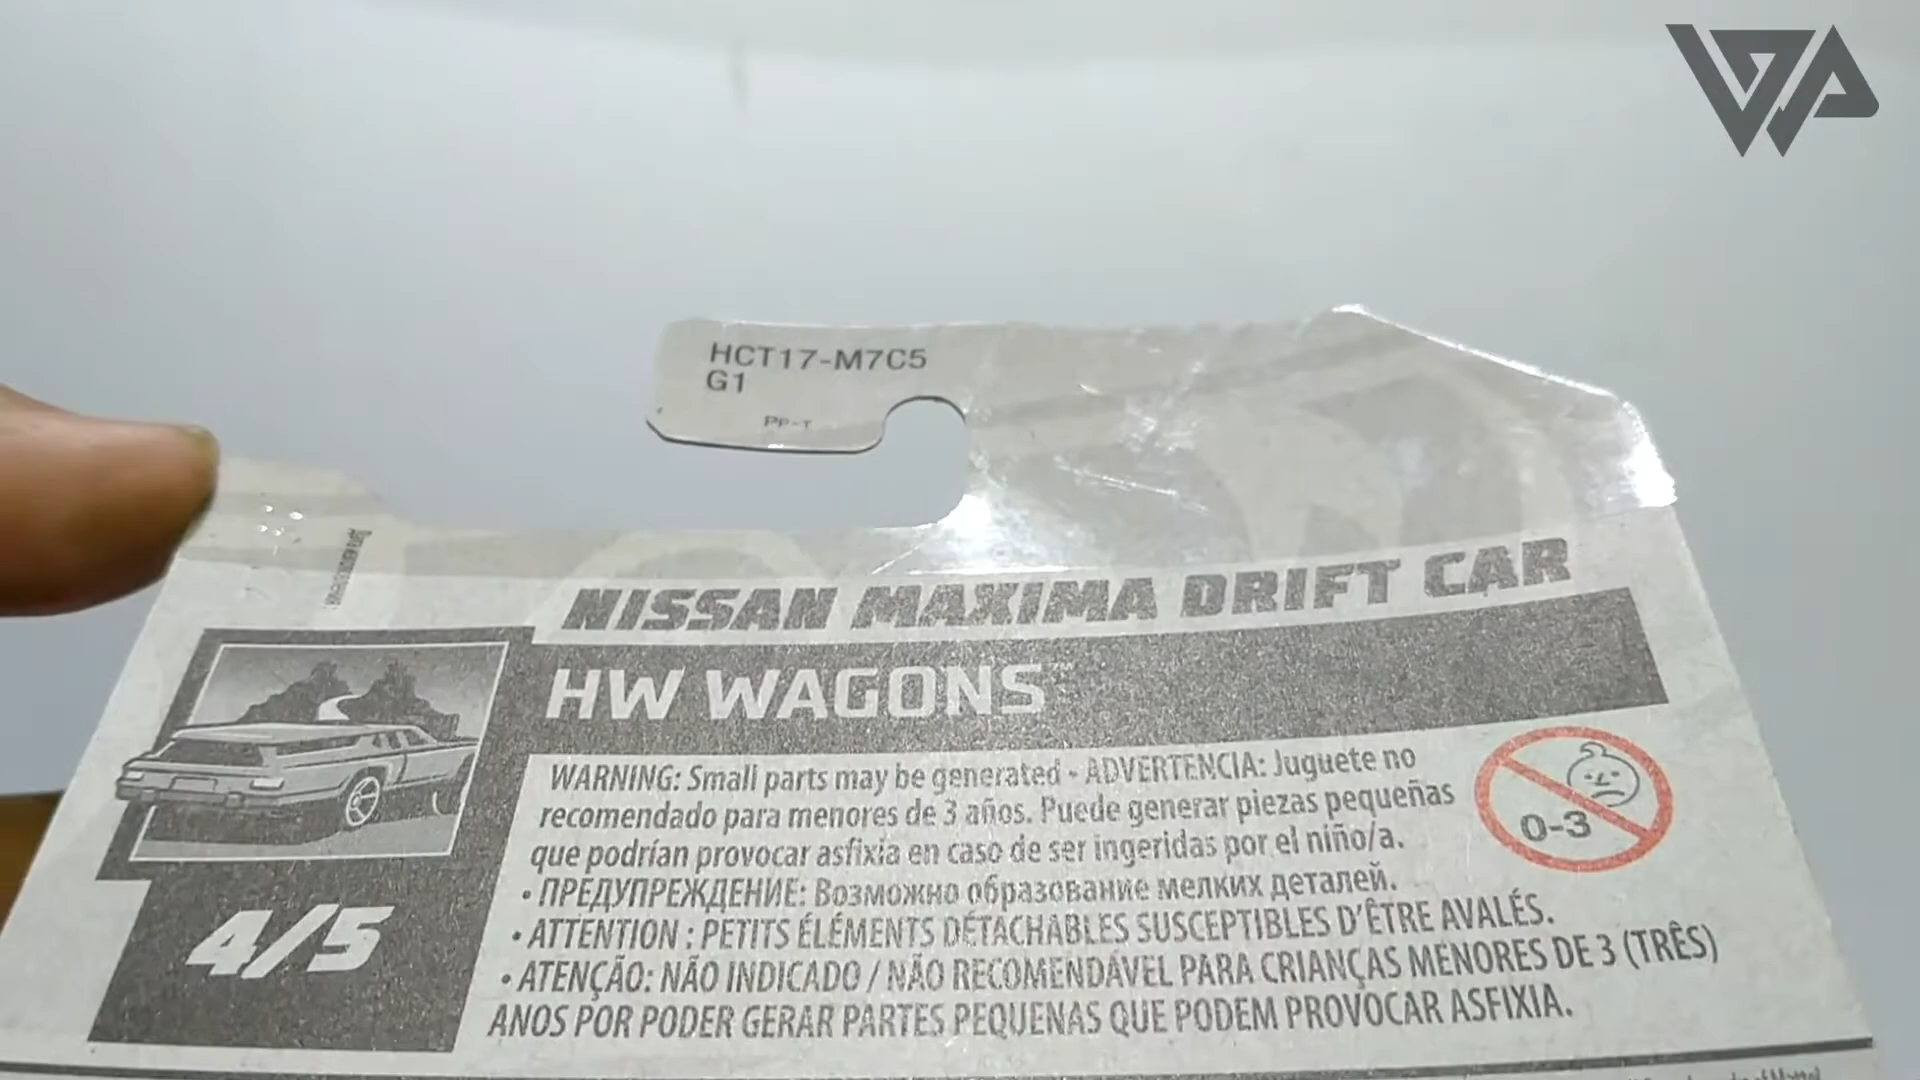 HCT17-M7C5
G1
PP-T
NISSAN MAXIMA DRIFT CAR
HW WAGONS™
WARNING: Small parts may be generated - ADVERTENCIA: Juguete no
recomendado para menores de 3 años. Puede generar piezas pequeñas
que podrían provocar asfixia en caso de ser ingeridas por el niño/a.
• ПРЕДУПРЕЖДЕНИЕ: Возможно образование мелких деталей.
• ATTENTION : PETITS ÉLÉMENTS DÉTACHABLES SUSCEPTIBLES D'ÊTRE AVALÉS.
• ATENÇÃO: NÃO INDICADO / NÃO RECOMENDÁVEL PARA CRIANÇAS MENORES DE 3 (TRÊS)
ANOS POR PODER GERAR PARTES PEQUENAS QUE PODEM PROVOCAR ASFIXIA.
0-3
4/5